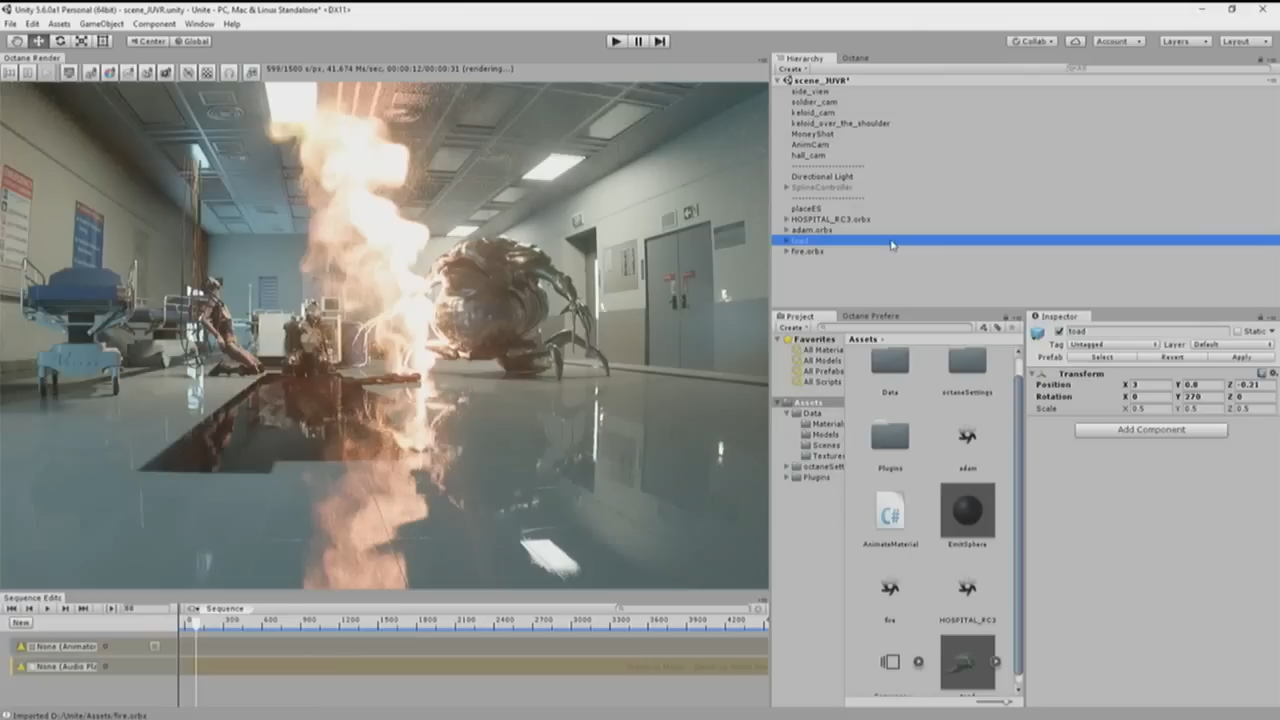 Unity 5.6.0a1 Personal (64bit) - scene_JUVR.unity - Unite - PC, Mac & Linux Standalone* <DX11>
File Edit Assets GameObject Component Window Help
Center Global
Collab Account Layers Layout
Octane Render
599/1500 s/px, 41.674 Ms/sec, 00:00:12/00:00:31 (rendering...)
Hierarchy Octane
Create
scene_JUVR*
side_view
soldier_cam
keloid_cam
keloid_over_the_shoulder
MoneyShot
AnimCam
hall_cam
--------------------
Directional Light
SplineController
--------------------
placeES
HOSPITAL_RC3.orbx
adam.orbx
toad
fire.orbx
Project Octane Prefere
Create
Favorites
All Materia
All Models
All Prefabs
All Scripts
Assets
Data
Material
Models
Scenes
Texture
octaneSett
Plugins
Assets
Data
octaneSettings
Plugins
adam
AnimateMaterial
EmitSphere
fire
HOSPITAL_RC3
Inspector
toad Static
Tag Untagged Layer Default
Prefab Select Revert Apply
Transform
Position X 3 Y 0.8 Z -0.21
Rotation X 0 Y 270 Z 0
Scale X 0.5 Y 0.5 Z 0.5
Add Component
Sequence Edito
98 Sequence
New
0 300 600 900 1200 1500 1800 2100 2400 2700 3000 3300 3600 3900 4200
None (Animator
None (Audio Pla
Imported D:/Unite/Assets/fire.orbx